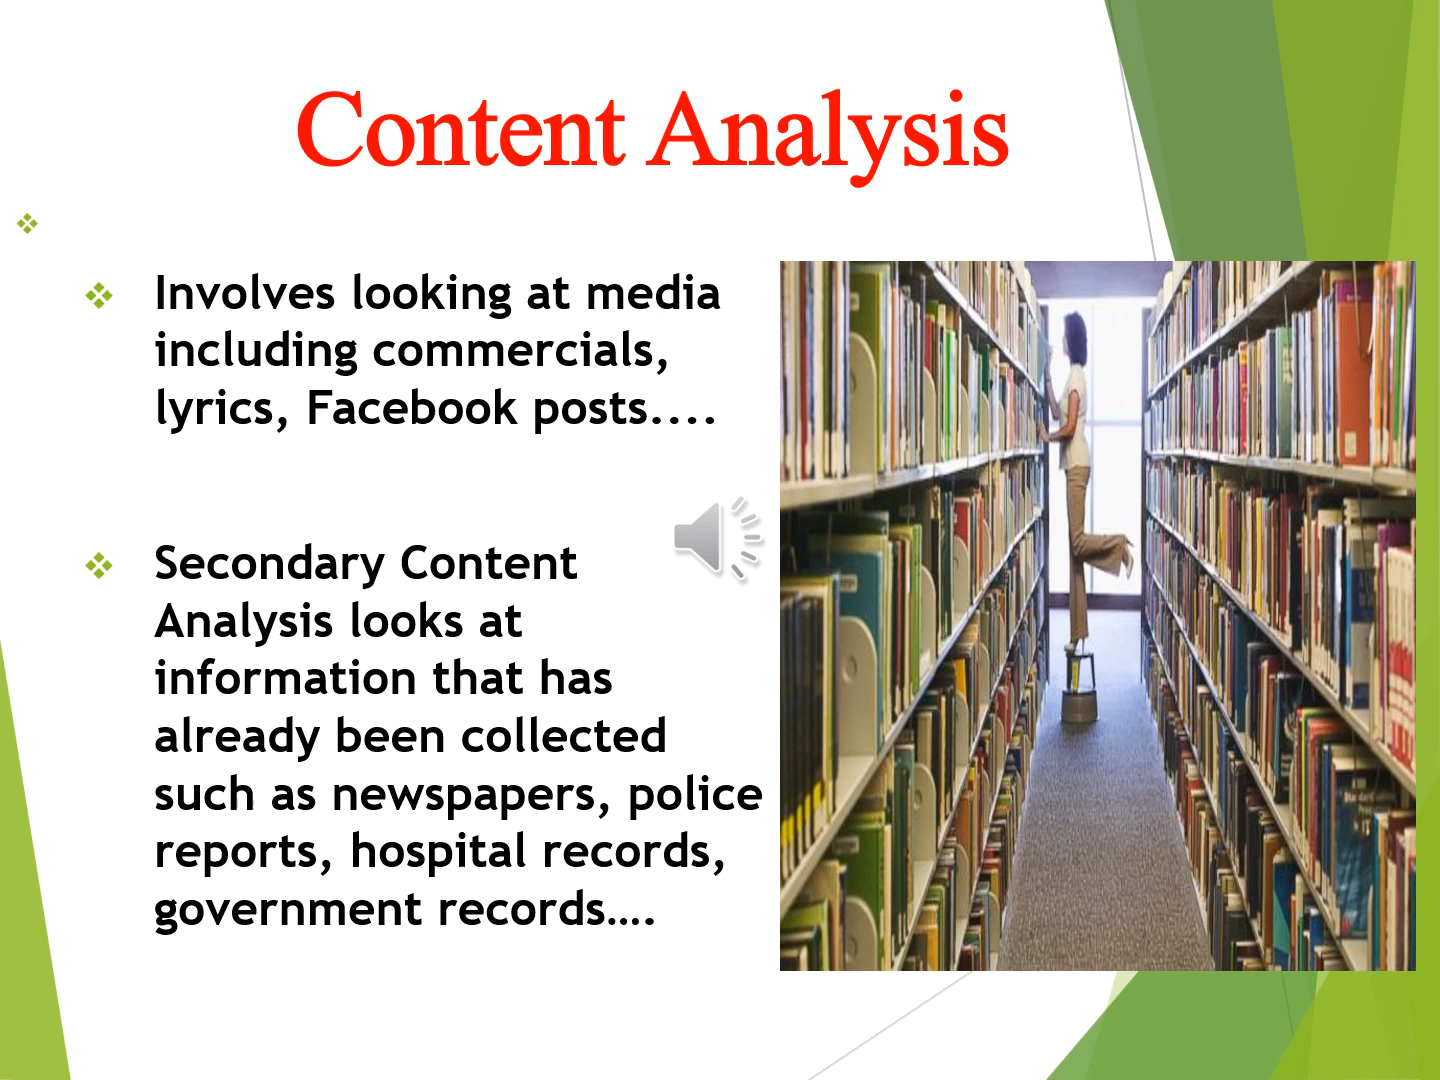 Content Analysis
Involves looking at media
including commercials,
lyrics, Facebook posts....
Secondary Content
Analysis looks at
information that has
already been collected
such as newspapers, police
reports, hospital records,
government records….